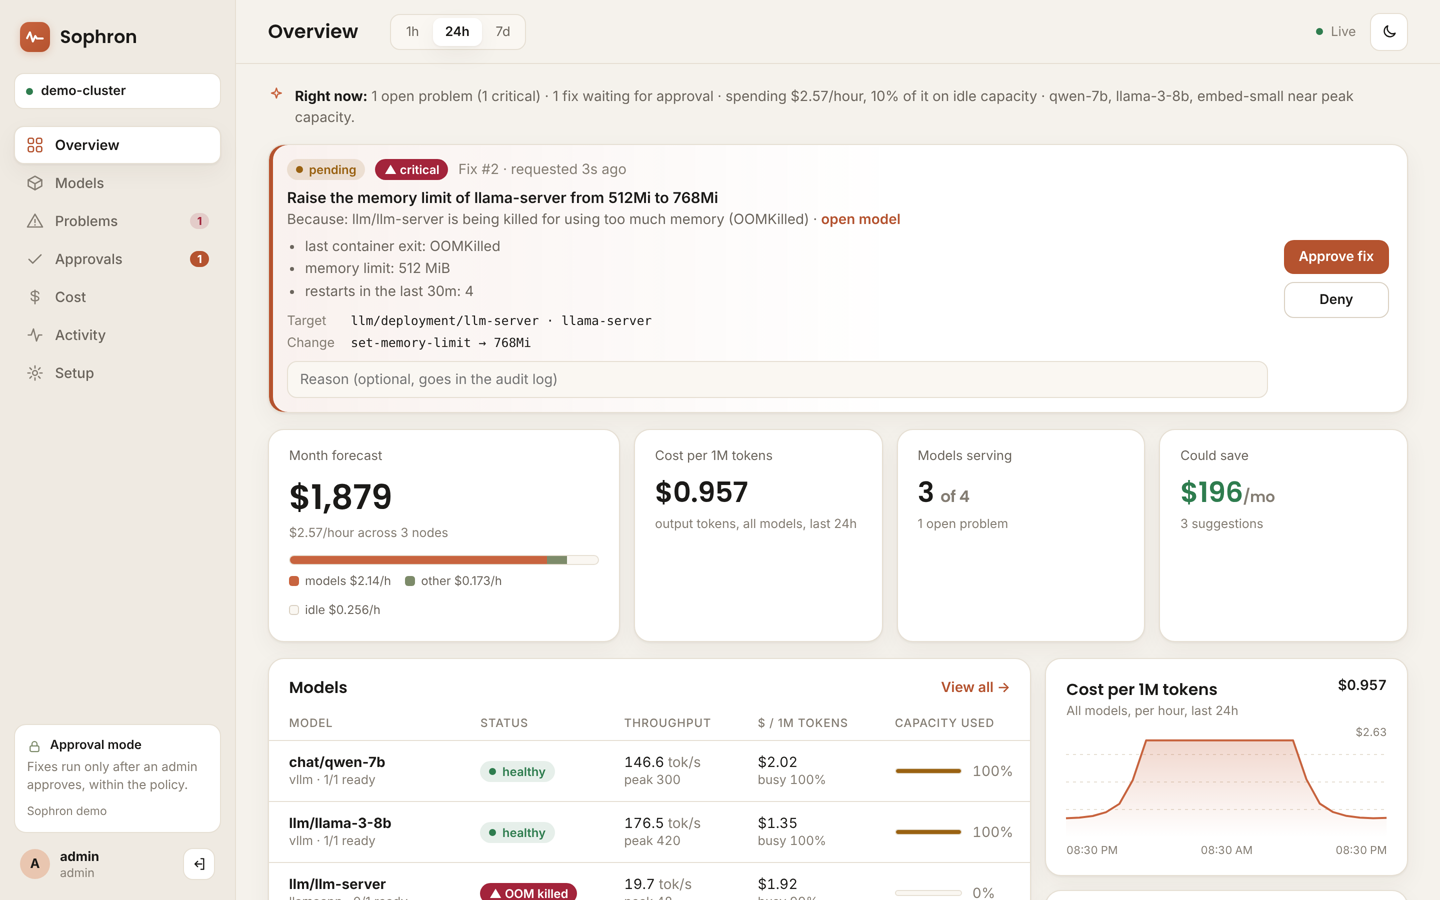 Sophron
demo-cluster
Overview
Models
Problems 1
Approvals 1
Cost
Activity
Setup
Approval mode
Fixes run only after an admin
approves, within the policy.
Sophron demo
A
admin
admin
Overview
1h 24h 7d
Live
Right now: 1 open problem (1 critical) · 1 fix waiting for approval · spending $2.57/hour, 10% of it on idle capacity · qwen-7b, llama-3-8b, embed-small near peak
capacity.
pending critical Fix #2 · requested 3s ago
Raise the memory limit of llama-server from 512Mi to 768Mi
Because: llm/llm-server is being killed for using too much memory (OOMKilled) · open model
• last container exit: OOMKilled
• memory limit: 512 MiB
• restarts in the last 30m: 4
Target llm/deployment/llm-server · llama-server
Change set-memory-limit → 768Mi
Reason (optional, goes in the audit log)
Approve fix
Deny
Month forecast
$1,879
$2.57/hour across 3 nodes
models $2.14/h other $0.173/h
idle $0.256/h
Cost per 1M tokens
$0.957
output tokens, all models, last 24h
Models serving
3 of 4
1 open problem
Could save
$196/mo
3 suggestions
Models
View all →
MODEL STATUS THROUGHPUT $ / 1M TOKENS CAPACITY USED
chat/qwen-7b healthy 146.6 tok/s $2.02 100%
vllm · 1/1 ready peak 300 busy 100%
llm/llama-3-8b healthy 176.5 tok/s $1.35 100%
vllm · 1/1 ready peak 420 busy 100%
llm/llm-server OOM killed 19.7 tok/s $1.92 0%
Cost per 1M tokens
$0.957
All models, per hour, last 24h
$2.63
08:30 PM 08:30 AM 08:30 PM